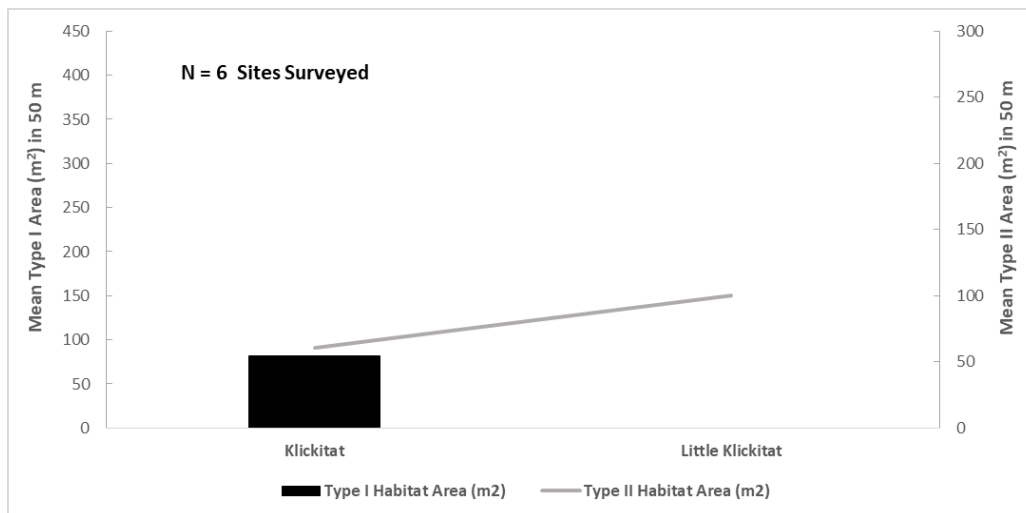 N = 6 Sites Surveyed
Mean Type I Area (m²) in 50 m
450
400
350
300
250
200
150
100
50
0
Mean Type II Area (m²) in 50 m
300
250
200
150
100
50
0
Klickitat
Little Klickitat
Type I Habitat Area (m2)
Type II Habitat Area (m2)